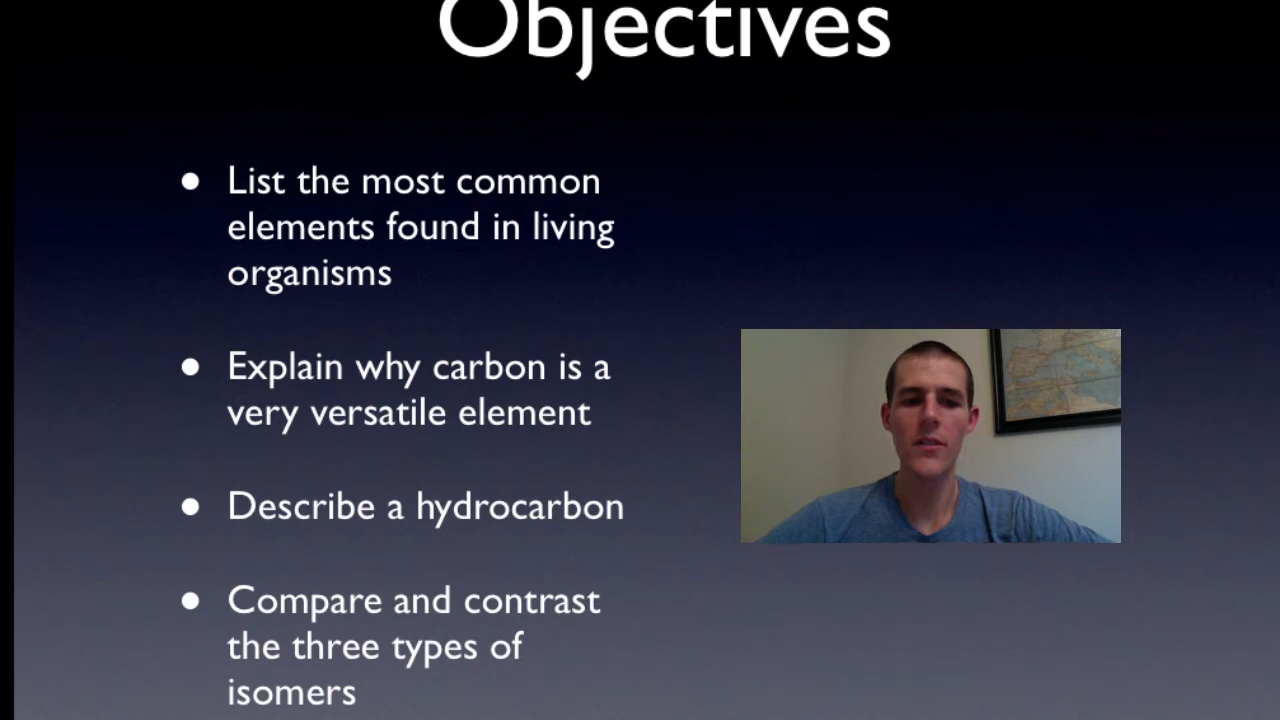 Objectives
• List the most common
elements found in living
organisms
• Explain why carbon is a
very versatile element
• Describe a hydrocarbon
• Compare and contrast
the three types of
isomers